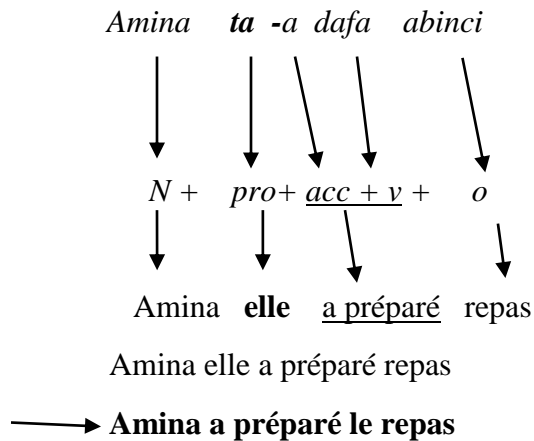 Amina ta -a dafa abinci
N + pro+ acc + v + o
Amina elle a préparé repas
Amina elle a préparé repas
Amina a préparé le repas